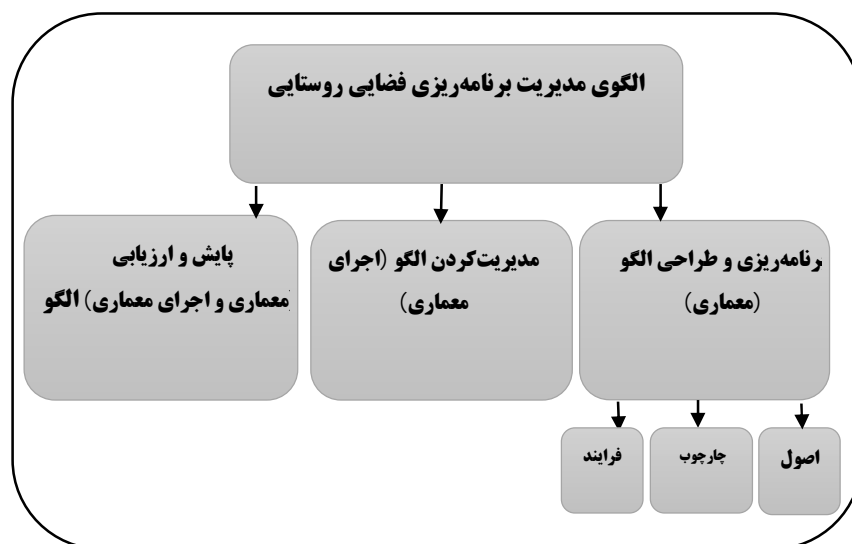 الگوی مدیریت برنامه‌ریزی فضایی روستایی
برنامه‌ریزی و طراحی الگو
(معماری)
مدیریت‌کردن الگو (اجرای
معماری)
پایش و ارزیابی
(معماری و اجرای معماری) الگو
اصول
چارچوب
فرایند